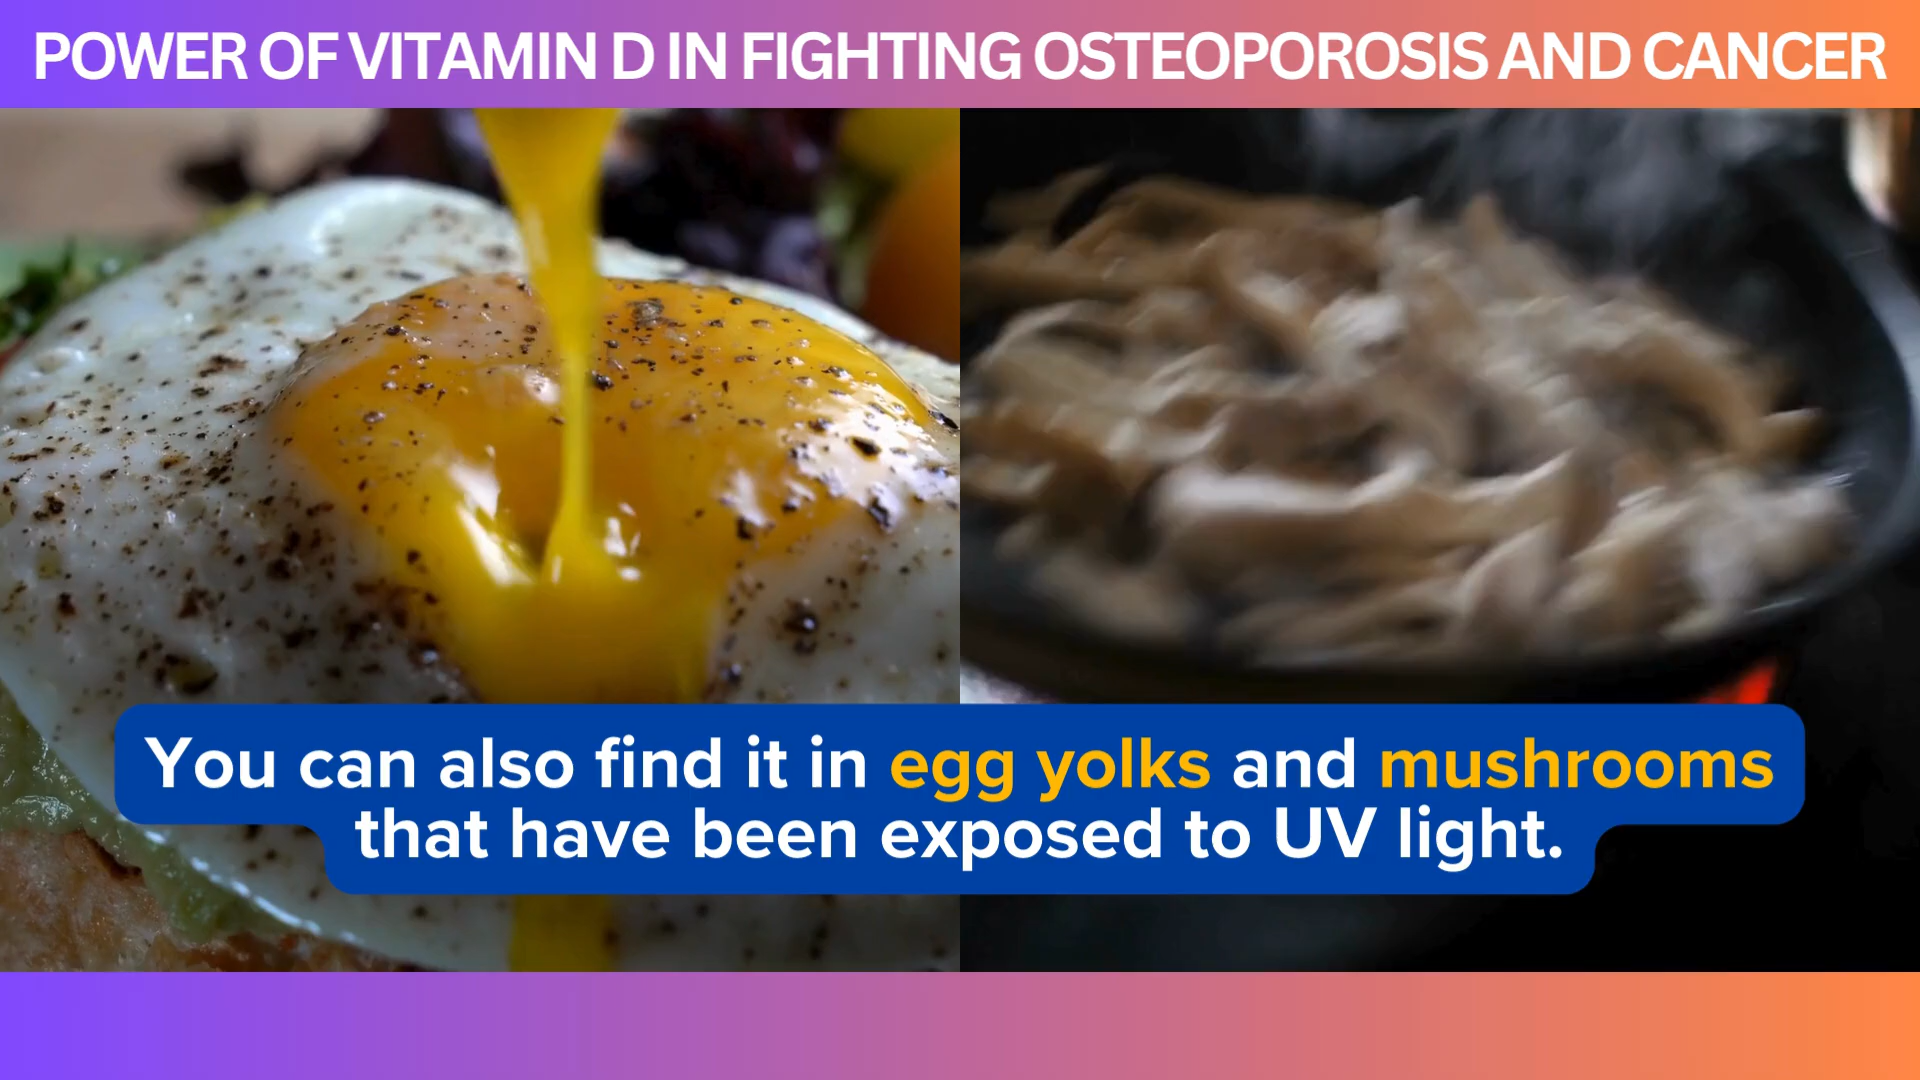 POWER OF VITAMIN D IN FIGHTING OSTEOPOROSIS AND CANCER
You can also find it in egg yolks and mushrooms
that have been exposed to UV light.